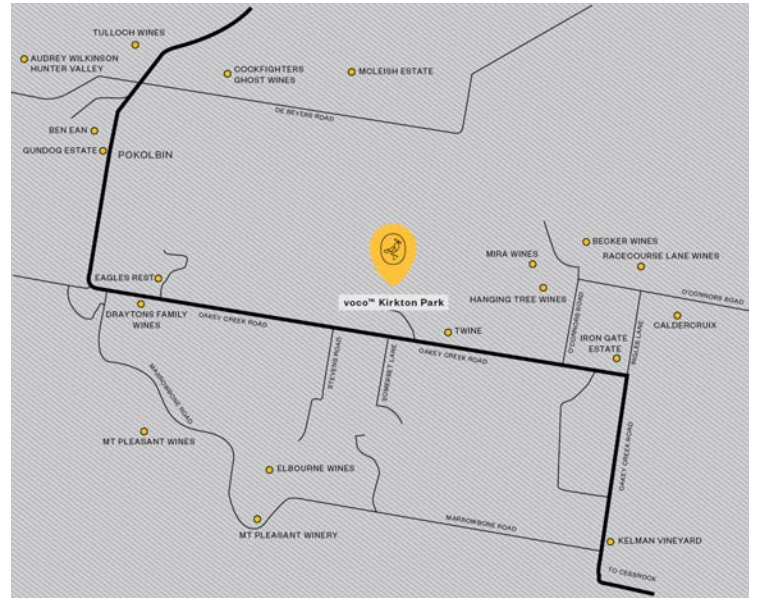 TULLOCH WINES
AUDREY WILKINSON
HUNTER VALLEY
COCKFIGHTERS
GHOST WINES
MCLEISH ESTATE
DE BEYERS ROAD
BEN EAN
GUNDOG ESTATE
POKOLBIN
BECKER WINES
MIRA WINES
RACECOURSE LANE WINES
EAGLES REST
HANGING TREE WINES
O'CONNORS ROAD
voco™ Kirkton Park
DRAYTONS FAMILY
WINES
OAKEY CREEK ROAD
TWINE
O'CONNORS ROAD
IRON GATE
ESTATE
INGLES LANE
CALDERCRUIX
OAKEY CREEK ROAD
STEVENS ROAD
SOMERSET LANE
MARROWBONE ROAD
MT PLEASANT WINES
ELBOURNE WINES
OAKEY CREEK ROAD
MT PLEASANT WINERY
MARROWBONE ROAD
KELMAN VINEYARD
TO CESSNOCK